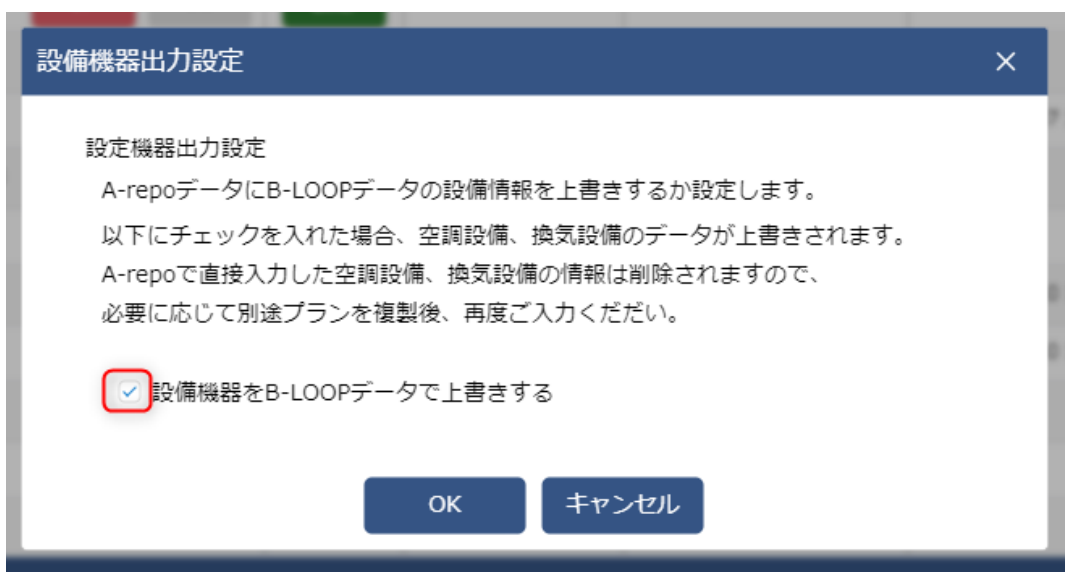 設備機器出力設定
設定機器出力設定
A-repoデータにB-LOOPデータの設備情報を上書きするか設定します。
以下にチェックを入れた場合、空調設備、換気設備のデータが上書きされます。
A-repoで直接入力した空調設備、換気設備の情報は削除されますので、
必要に応じて別途プランを複製後、再度ご入力くだだい。
設備機器をB-LOOPデータで上書きする
OK キャンセル